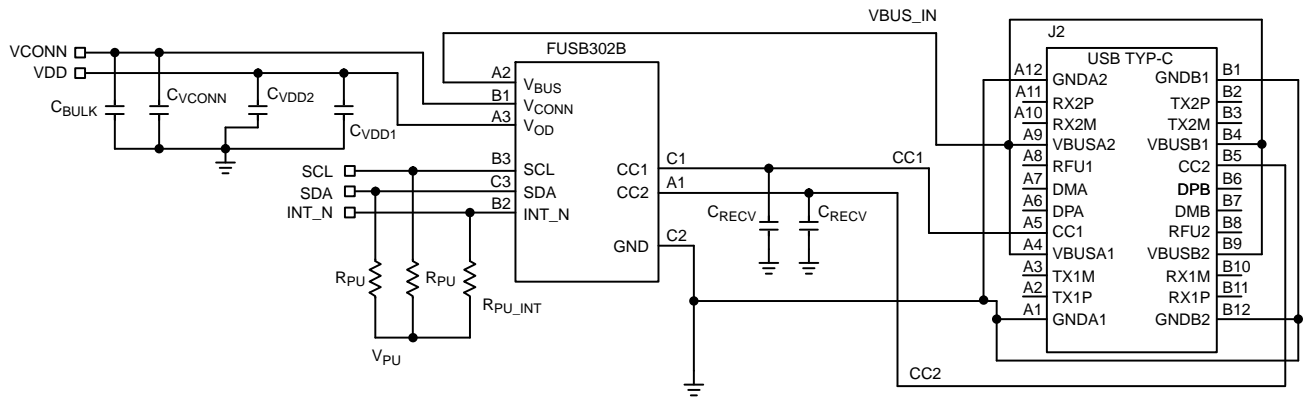 VBUS_IN
J2
VCONN
VDD
CBULK
CVCONN
CVDD2
CVDD1
SCL
SDA
INT_N
RPU
RPU
RPU_INT
VPU
FUSB302B
A2
B1
A3
B3
C3
B2
VBUS
VCONN
VOD
SCL
SDA
INT_N
CC1
CC2
GND
C1
A1
C2
CC1
CRECV
CRECV
CC2
USB TYP-C
A12 GNDA2
A11 RX2P
A10 RX2M
A9 VBUSA2
A8 RFU1
A7 DMA
A6 DPA
A5 CC1
A4 VBUSA1
A3 TX1M
A2 TX1P
A1 GNDA1
GNDB1 B1
TX2P B2
TX2M B3
VBUSB1 B4
CC2 B5
DPB B6
DMB B7
RFU2 B8
VBUSB2 B9
RX1M B10
RX1P B11
GNDB2 B12